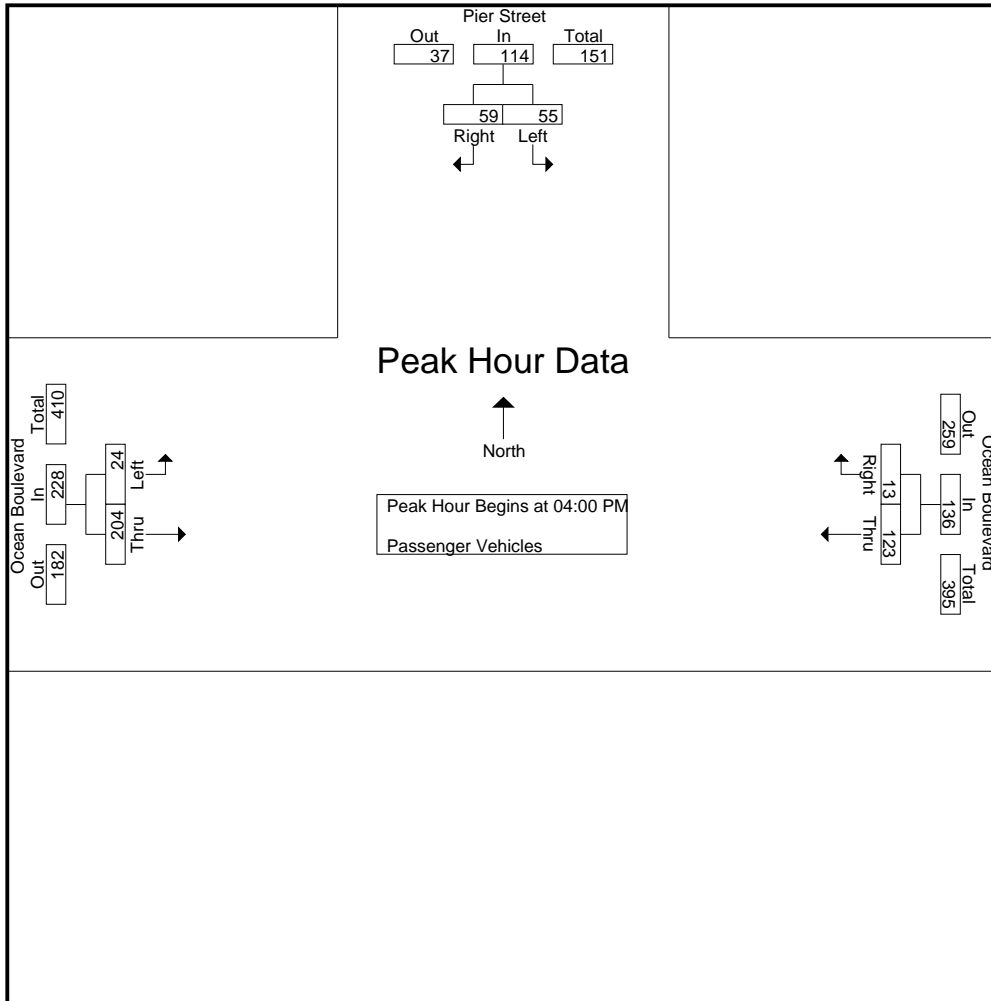 Pier Street
Out In Total
37 114 151
59 55
Right Left
Peak Hour Data
North
Peak Hour Begins at 04:00 PM
Passenger Vehicles
Ocean Boulevard
Total In Out
410 228 182
24 204
Left Thru
Ocean Boulevard
Out In Total
259 136 395
13 123
Right Thru